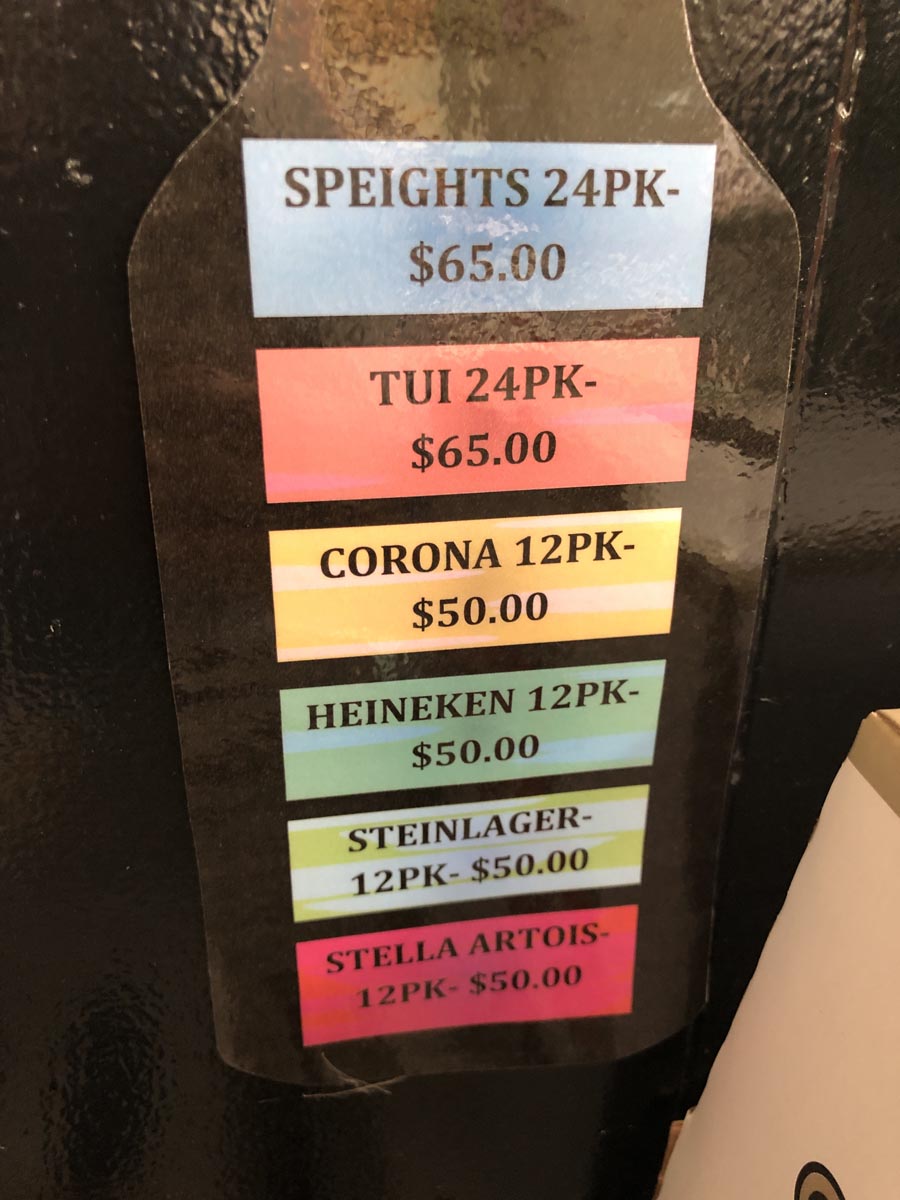 SPEIGHTS 24PK-
$65.00
TUI 24PK-
$65.00
CORONA 12PK-
$50.00
HEINEKEN 12PK-
$50.00
STEINLAGER-
12PK- $50.00
STELLA ARTOIS-
12PK- $50.00